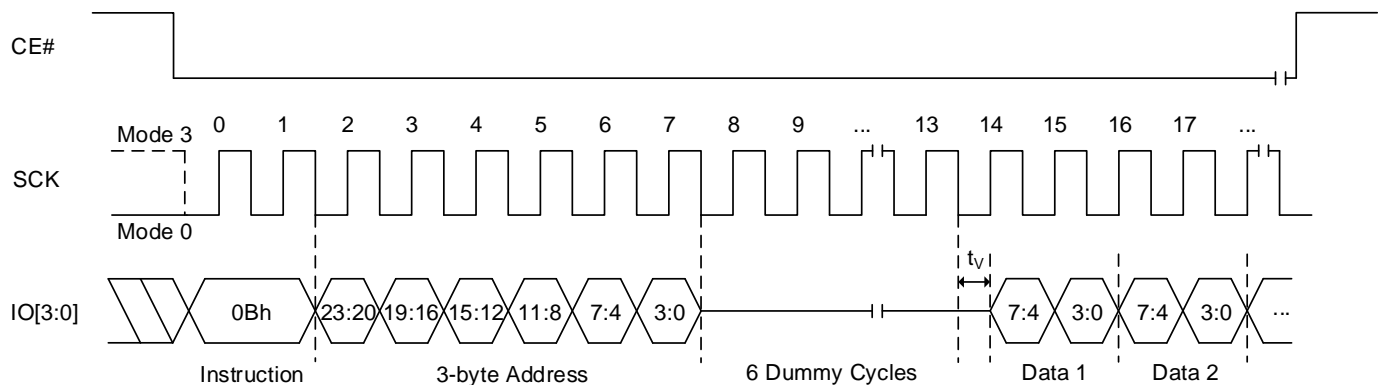 CE#
Mode 3
0 1 2 3 4 5 6 7 8 9 ... 13 14 15 16 17 ...
SCK
Mode 0
tV
IO[3:0]
0Bh 23:20 19:16 15:12 11:8 7:4 3:0 7:4 3:0 7:4 3:0 ...
Instruction 3-byte Address 6 Dummy Cycles Data 1 Data 2